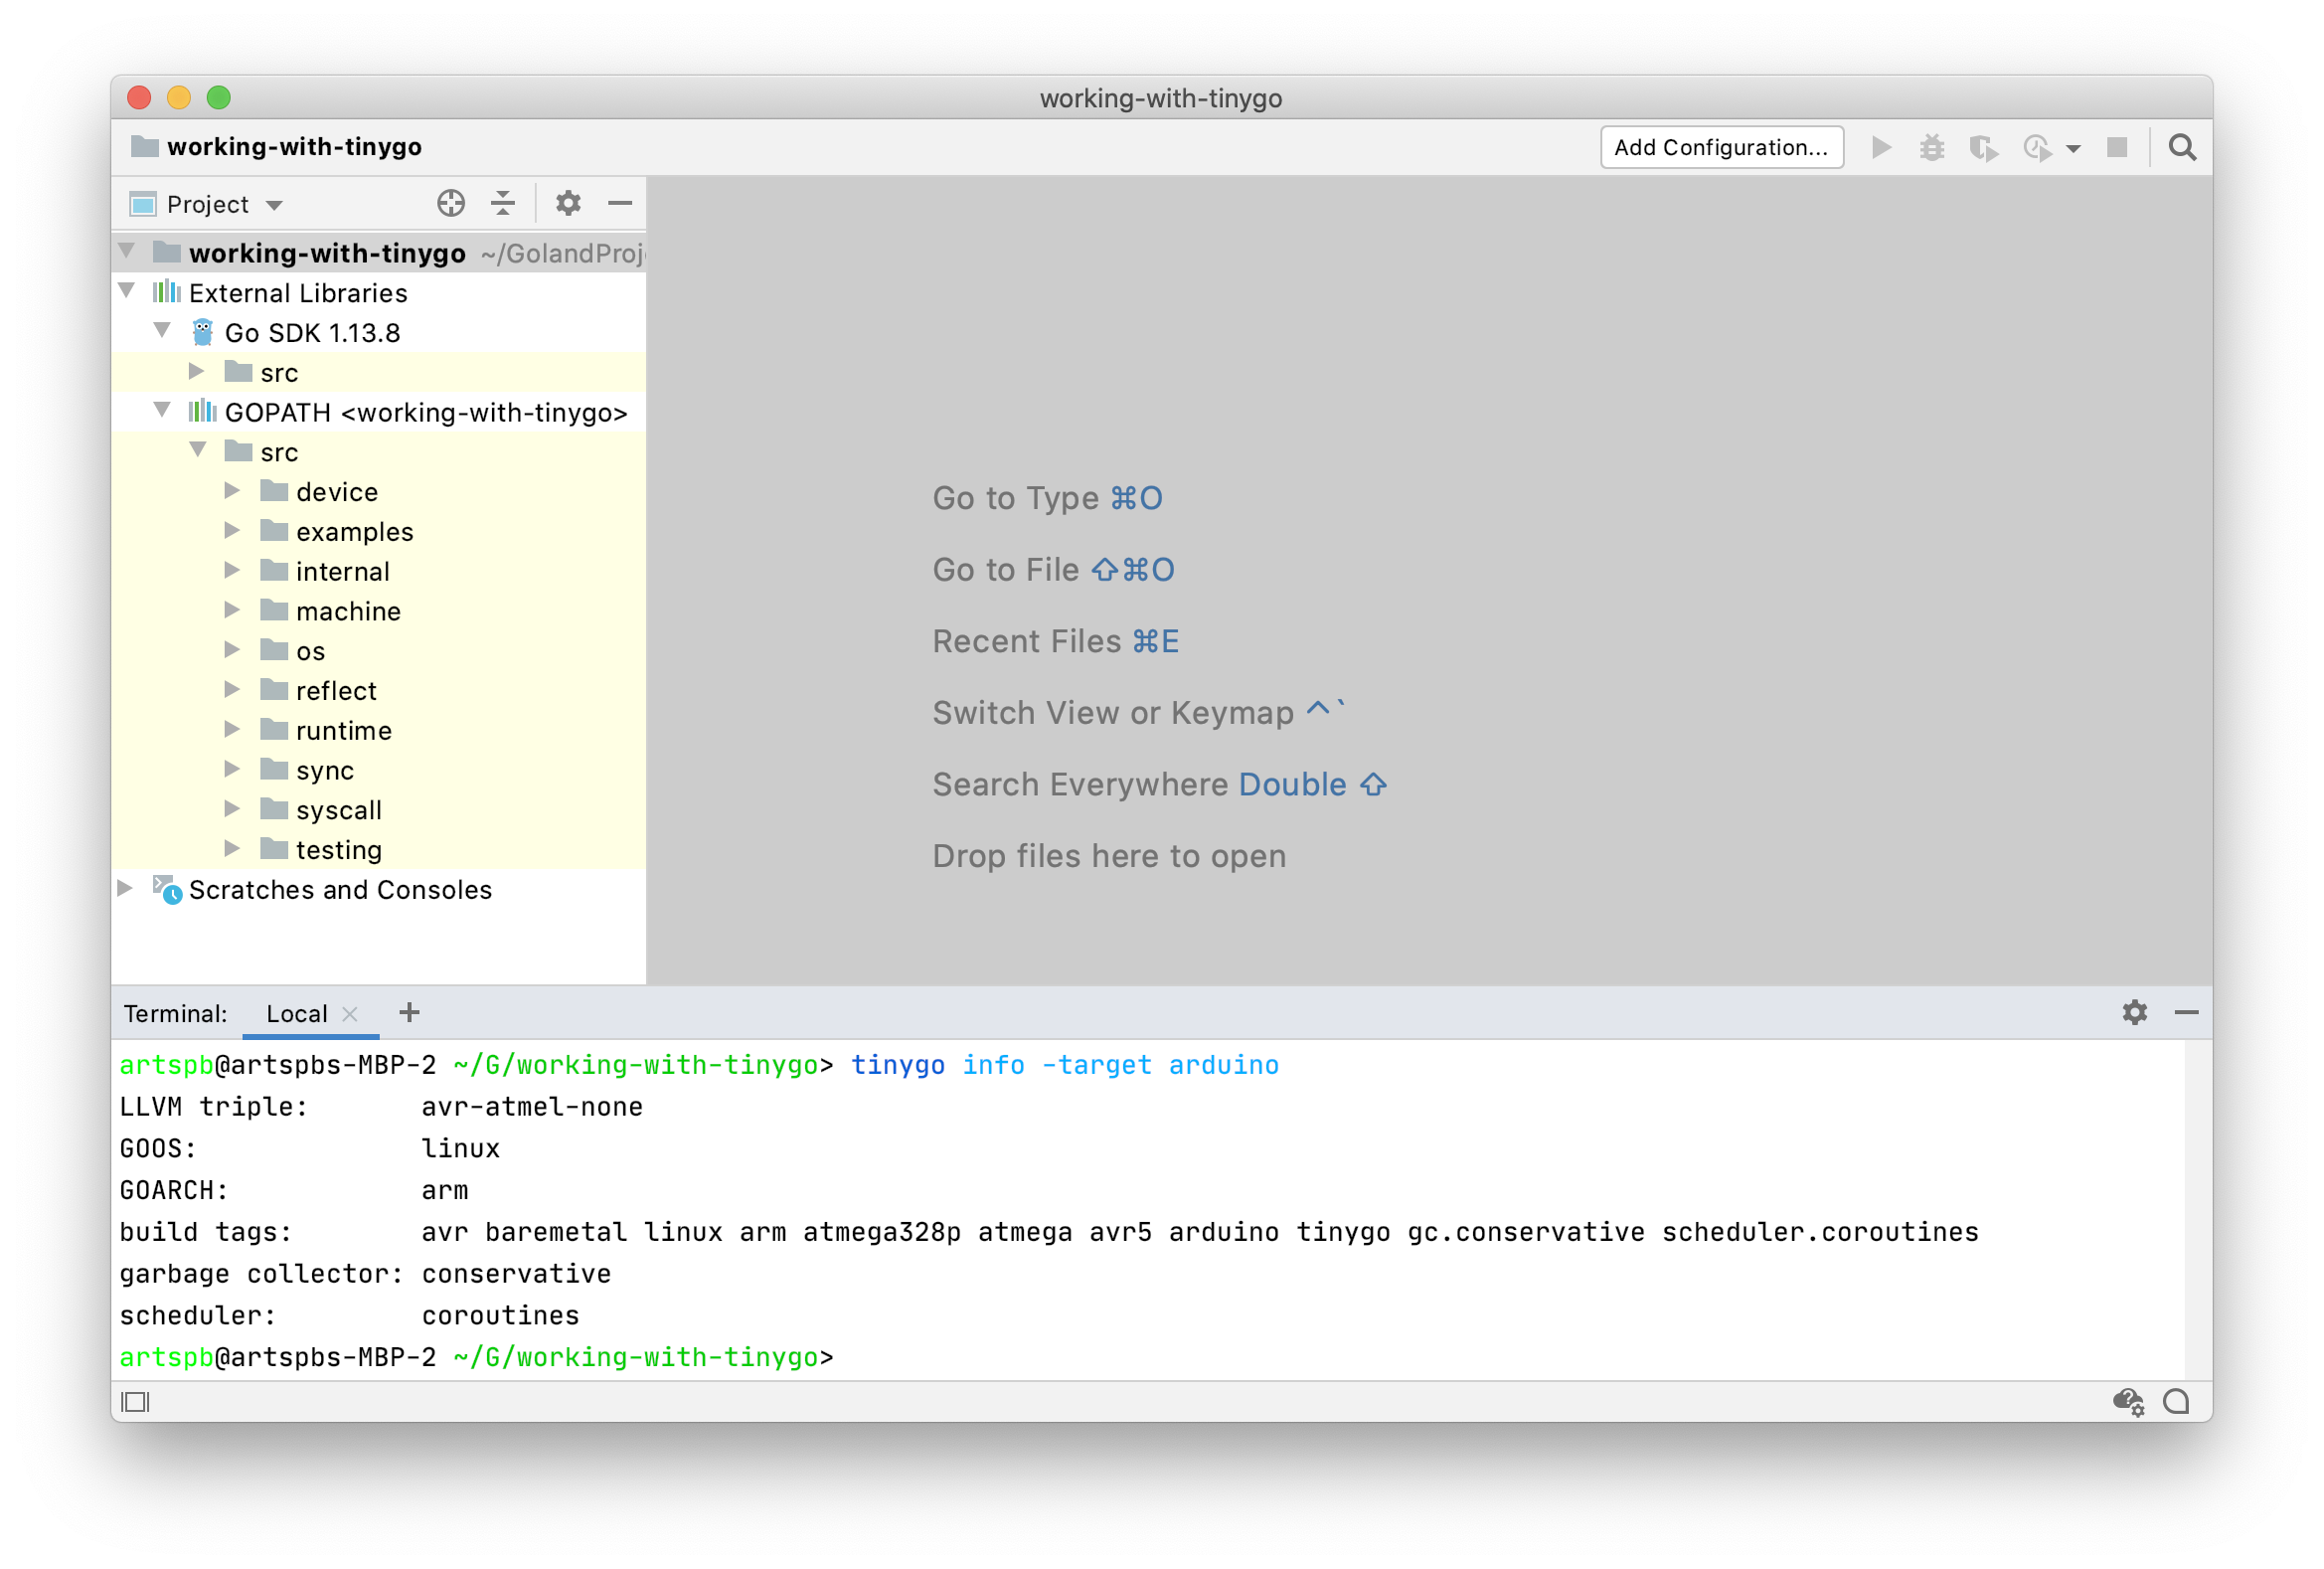 working-with-tinygo
working-with-tinygo
Add Configuration...
Project
working-with-tinygo ~/GolandProj
External Libraries
Go SDK 1.13.8
src
GOPATH <working-with-tinygo>
src
device
examples
internal
machine
os
reflect
runtime
sync
syscall
testing
Scratches and Consoles
Go to Type ⌘O
Go to File ⇧⌘O
Recent Files ⌘E
Switch View or Keymap ^`
Search Everywhere Double ⇧
Drop files here to open
Terminal: Local
artspb@artspbs-MBP-2 ~/G/working-with-tinygo> tinygo info -target arduino
LLVM triple: avr-atmel-none
GOOS: linux
GOARCH: arm
build tags: avr baremetal linux arm atmega328p atmega avr5 arduino tinygo gc.conservative scheduler.coroutines
garbage collector: conservative
scheduler: coroutines
artspb@artspbs-MBP-2 ~/G/working-with-tinygo>